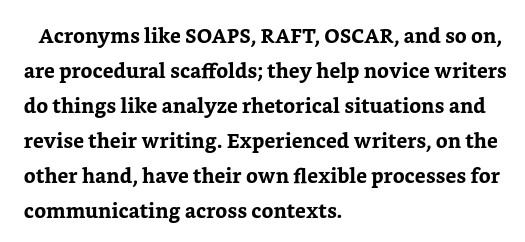 Acronyms like SOAPS, RAFT, OSCAR, and so on,
are procedural scaffolds; they help novice writers
do things like analyze rhetorical situations and
revise their writing. Experienced writers, on the
other hand, have their own flexible processes for
communicating across contexts.